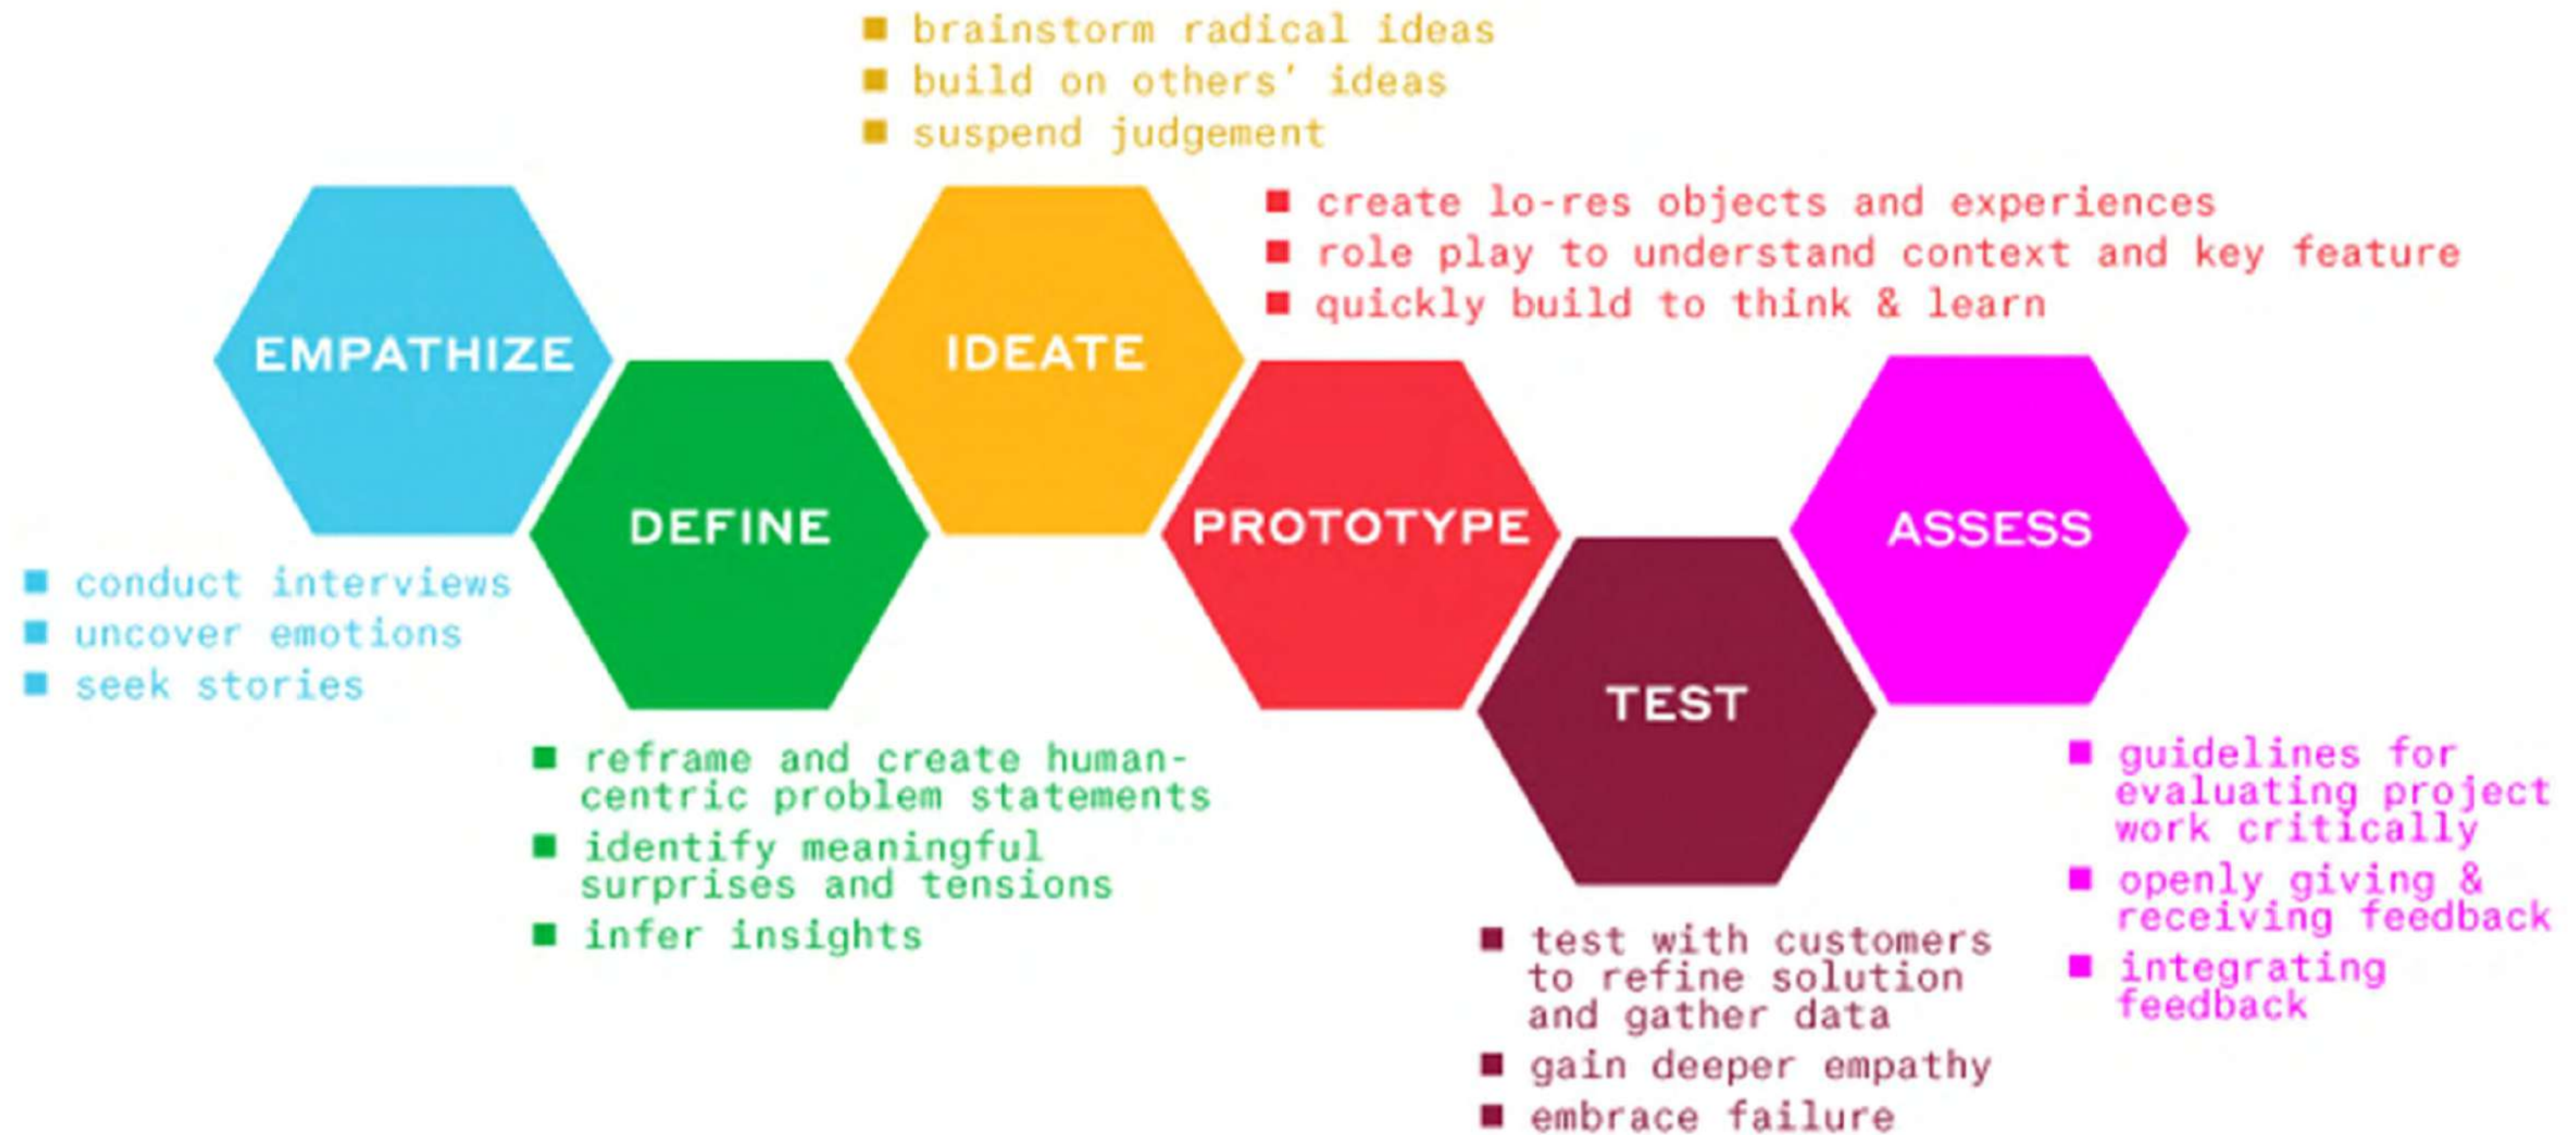 EMPATHIZE
conduct interviews
uncover emotions
seek stories
DEFINE
reframe and create human-
centric problem statements
identify meaningful
surprises and tensions
infer insights
brainstorm radical ideas
build on others’ ideas
suspend judgement
IDEATE
create lo-res objects and experiences
role play to understand context and key feature
quickly build to think & learn
PROTOTYPE
TEST
test with customers
to refine solution
and gather data
gain deeper empathy
embrace failure
ASSESS
guidelines for
evaluating project
work critically
openly giving &
receiving feedback
integrating
feedback